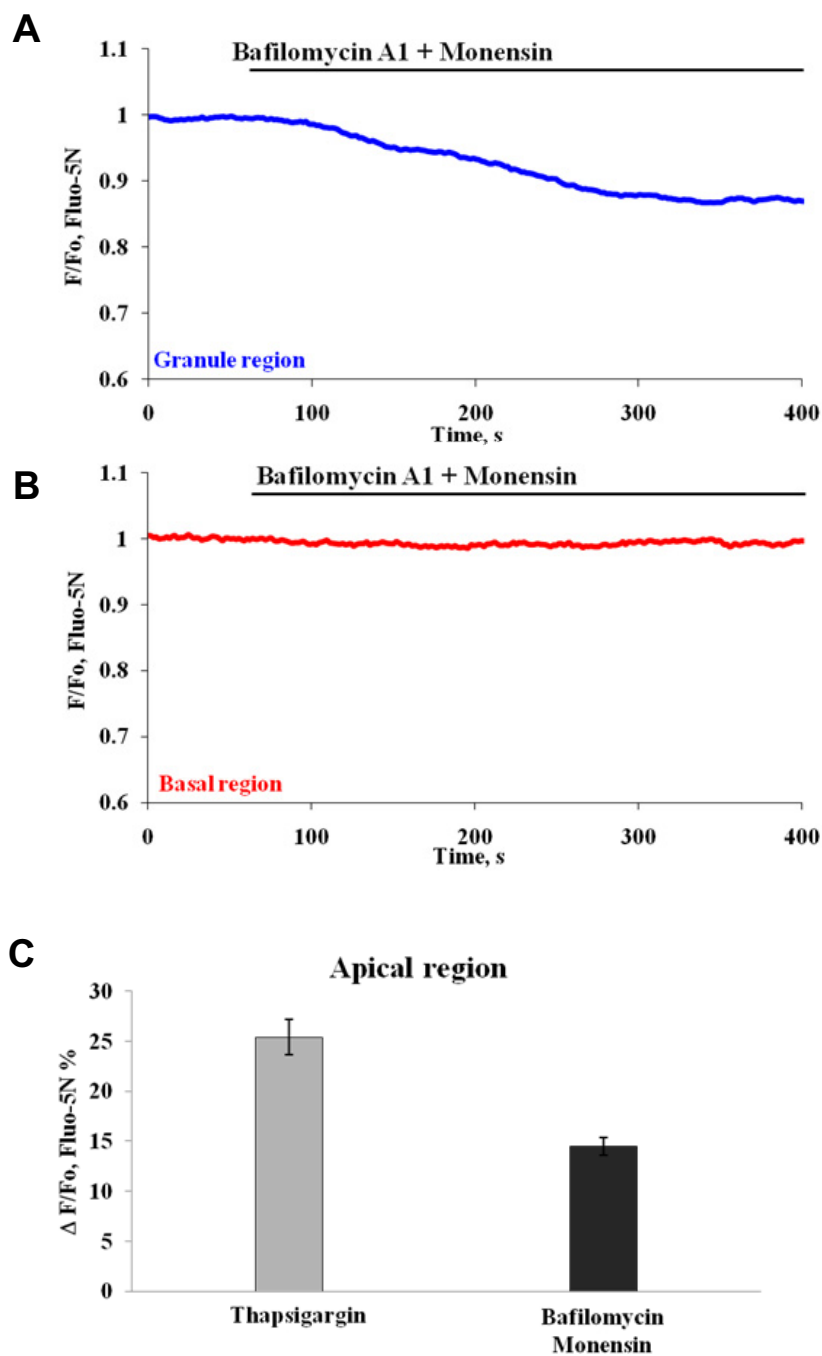 A
Bafilomycin A1 + Monensin
1.1
1
0.9
0.8
0.7
0.6
F/Fo, Fluo-5N
Granule region
0
100
200
300
400
Time, s
B
Bafilomycin A1 + Monensin
1.1
1
0.9
0.8
0.7
0.6
F/Fo, Fluo-5N
Basal region
0
100
200
300
400
Time, s
C
Apical region
30
25
20
15
10
5
0
Δ F/Fo, Fluo-5N %
Thapsigargin
Bafilomycin
Monensin